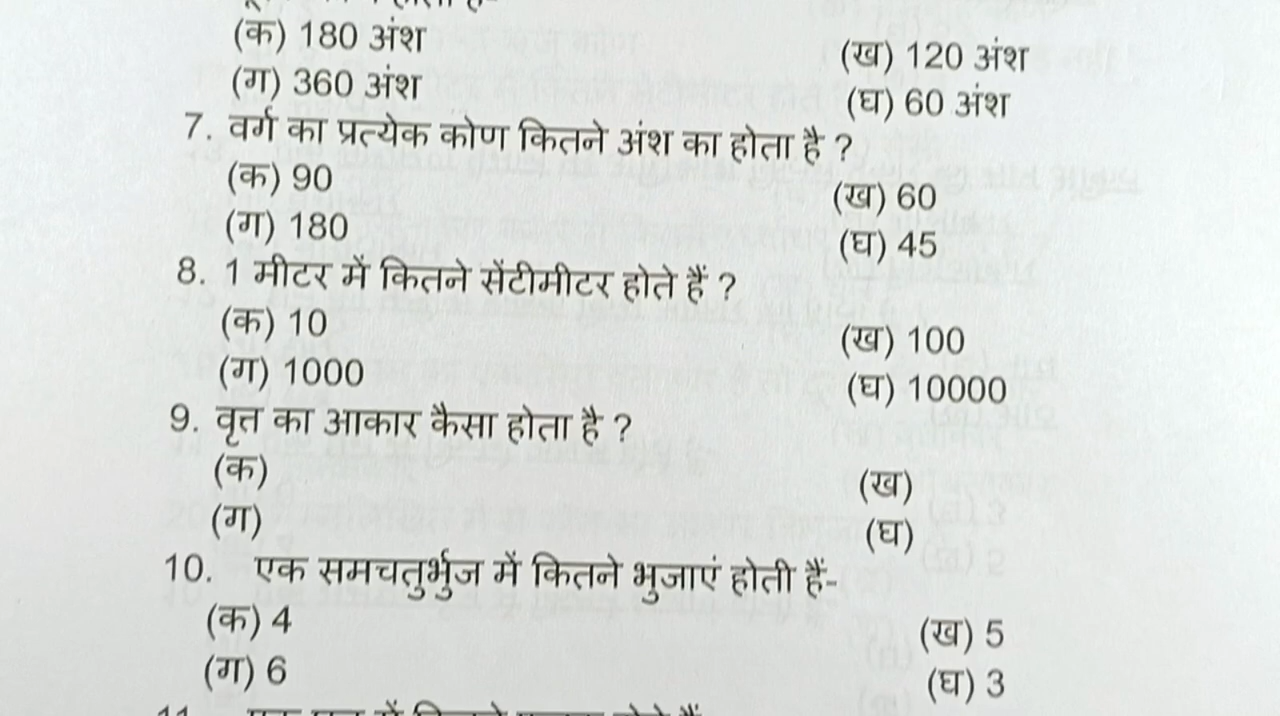 (क) 180 अंश (ख) 120 अंश
(ग) 360 अंश (घ) 60 अंश
7. वर्ग का प्रत्येक कोण कितने अंश का होता है ?
(क) 90 (ख) 60
(ग) 180 (घ) 45
8. 1 मीटर में कितने सेंटीमीटर होते हैं ?
(क) 10 (ख) 100
(ग) 1000 (घ) 10000
9. वृत्त का आकार कैसा होता है ?
(क) (ख)
(ग) (घ)
10. एक समचतुर्भुज में कितने भुजाएं होती हैं-
(क) 4 (ख) 5
(ग) 6 (घ) 3